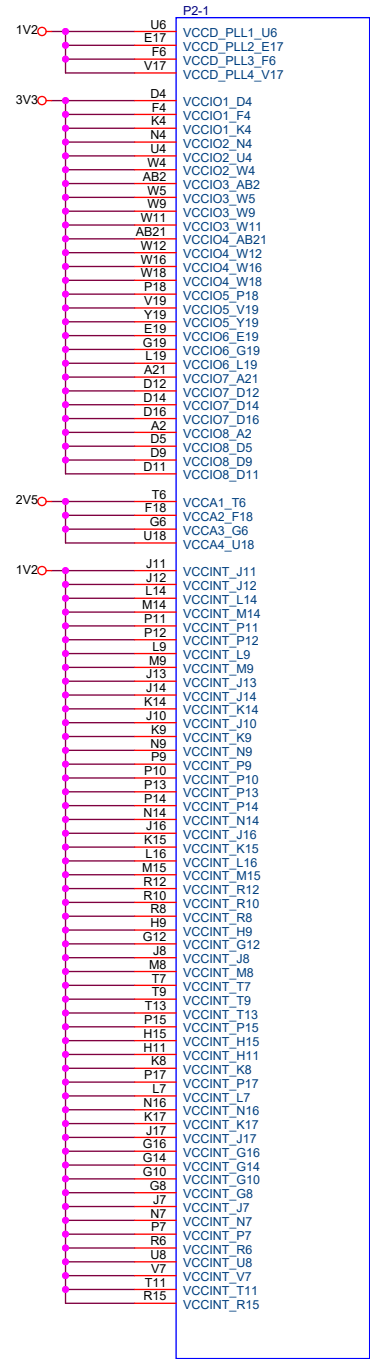 P2-1
1V2 U6 VCCD_PLL1_U6
E17 VCCD_PLL2_E17
F6 VCCD_PLL3_F6
V17 VCCD_PLL4_V17
3V3 D4 VCCIO1_D4
F4 VCCIO1_F4
K4 VCCIO1_K4
N4 VCCIO2_N4
U4 VCCIO2_U4
W4 VCCIO2_W4
AB2 VCCIO3_AB2
W5 VCCIO3_W5
W9 VCCIO3_W9
W11 VCCIO3_W11
AB21 VCCIO4_AB21
W12 VCCIO4_W12
W16 VCCIO4_W16
W18 VCCIO4_W18
P18 VCCIO5_P18
V19 VCCIO5_V19
Y19 VCCIO5_Y19
E19 VCCIO6_E19
G19 VCCIO6_G19
L19 VCCIO6_L19
A21 VCCIO7_A21
D12 VCCIO7_D12
D14 VCCIO7_D14
D16 VCCIO7_D16
A2 VCCIO8_A2
D5 VCCIO8_D5
D9 VCCIO8_D9
D11 VCCIO8_D11
2V5 T6 VCCA1_T6
F18 VCCA2_F18
G6 VCCA3_G6
U18 VCCA4_U18
1V2 J11 VCCINT_J11
J12 VCCINT_J12
L14 VCCINT_L14
M14 VCCINT_M14
P11 VCCINT_P11
P12 VCCINT_P12
L9 VCCINT_L9
M9 VCCINT_M9
J13 VCCINT_J13
J14 VCCINT_J14
K14 VCCINT_K14
J10 VCCINT_J10
K9 VCCINT_K9
N9 VCCINT_N9
P9 VCCINT_P9
P10 VCCINT_P10
P13 VCCINT_P13
P14 VCCINT_P14
N14 VCCINT_N14
J16 VCCINT_J16
K15 VCCINT_K15
L16 VCCINT_L16
M15 VCCINT_M15
R12 VCCINT_R12
R10 VCCINT_R10
R8 VCCINT_R8
H9 VCCINT_H9
G12 VCCINT_G12
J8 VCCINT_J8
M8 VCCINT_M8
T7 VCCINT_T7
T9 VCCINT_T9
T13 VCCINT_T13
P15 VCCINT_P15
H15 VCCINT_H15
H11 VCCINT_H11
K8 VCCINT_K8
P17 VCCINT_P17
L7 VCCINT_L7
N16 VCCINT_N16
K17 VCCINT_K17
J17 VCCINT_J17
G16 VCCINT_G16
G14 VCCINT_G14
G10 VCCINT_G10
G8 VCCINT_G8
J7 VCCINT_J7
N7 VCCINT_N7
P7 VCCINT_P7
R6 VCCINT_R6
U8 VCCINT_U8
V7 VCCINT_V7
T11 VCCINT_T11
R15 VCCINT_R15